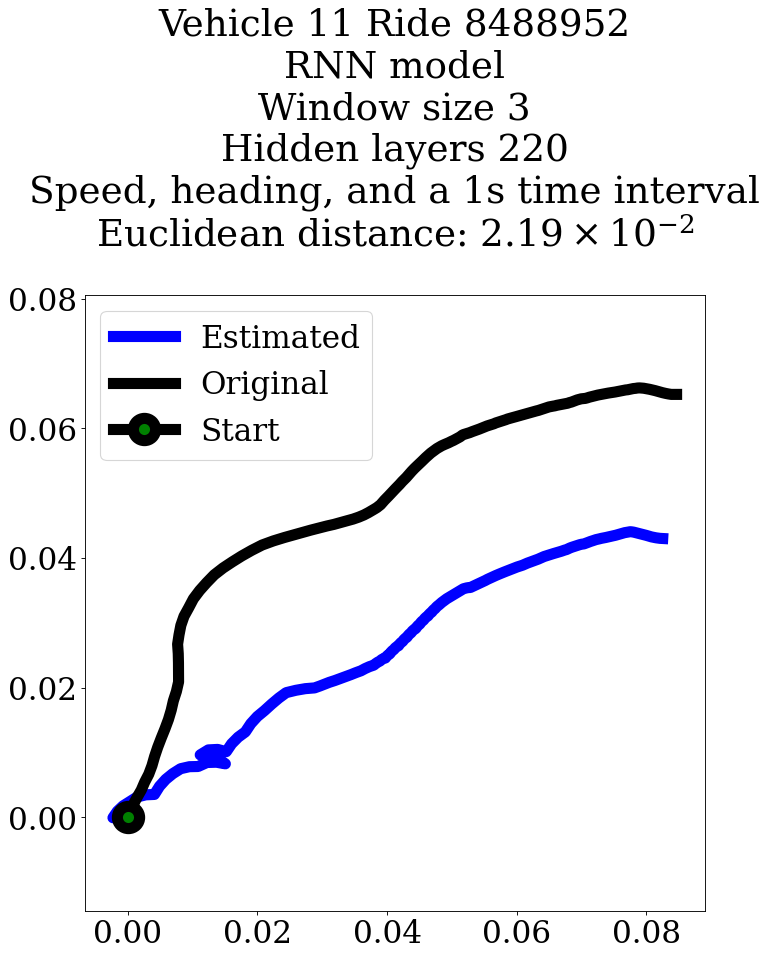 Vehicle 11 Ride 8488952
RNN model
Window size 3
Hidden layers 220
Speed, heading, and a 1s time interval
Euclidean distance: 2.19 × 10⁻²
0.08
0.06
0.04
0.02
0.00
Estimated
Original
Start
0.00 0.02 0.04 0.06 0.08